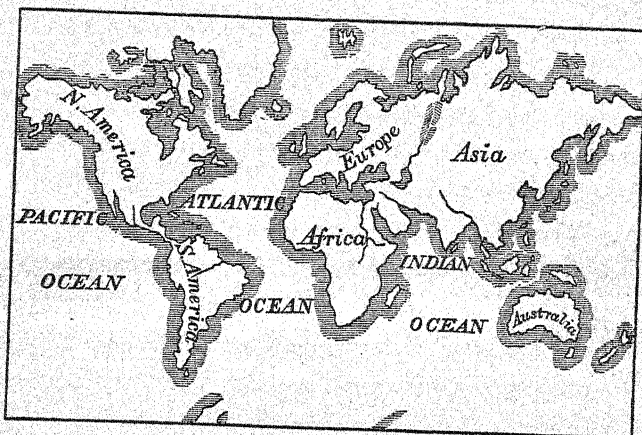 N. America
Europe
Asia
PACIFIC
ATLANTIC
Africa
INDIAN
OCEAN
S. America
OCEAN
OCEAN
Australia